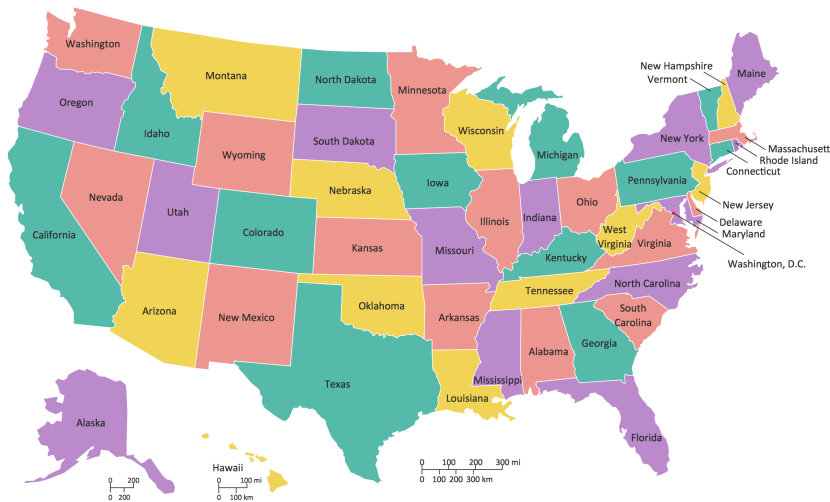 New Hampshire
Vermont
Maine
Washington
Montana
North Dakota
Minnesota
Oregon
Idaho
Wisconsin
South Dakota
New York
Massachusett
Rhode Island
Connecticut
Michigan
Wyoming
Pennsylvania
Nebraska
Iowa
New Jersey
Nevada
Utah
Illinois
Indiana
Ohio
Delaware
Maryland
Washington, D.C.
California
Colorado
Kansas
Missouri
Kentucky
West
Virginia
Virginia
North Carolina
Tennessee
Arizona
New Mexico
Oklahoma
Arkansas
South
Carolina
Georgia
Alabama
Mississippi
Texas
Louisiana
Florida
Alaska
Hawaii
0 200
0 200
0 100 mi
0 100 km
0 100 200 300 mi
0 100 200 300 km